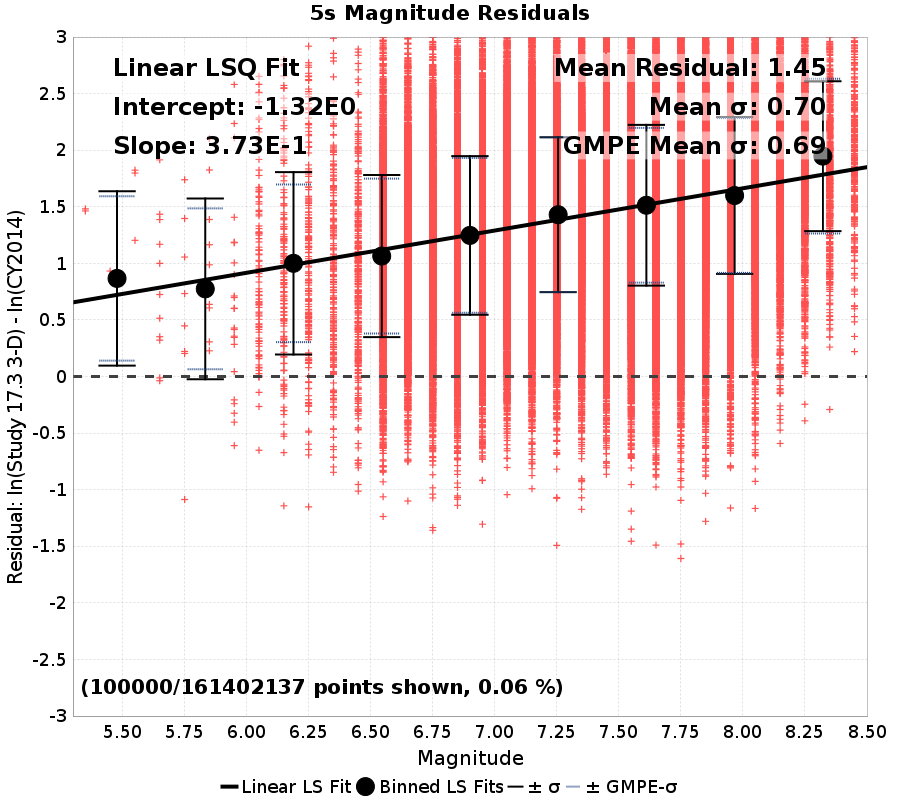 5s Magnitude Residuals
Linear LSQ Fit
Intercept: -1.32E0
Slope: 3.73E-1
Mean Residual: 1.45
Mean σ: 0.70
GMPE Mean σ: 0.69
3
2.5
2
1.5
1
0.5
0
-0.5
-1
-1.5
-2
-2.5
-3
Residual: ln(Study 17.3 3-D) - ln(CY2014)
(100000/161402137 points shown, 0.06 %)
5.50 5.75 6.00 6.25 6.50 6.75 7.00 7.25 7.50 7.75 8.00 8.25 8.50
Magnitude
Linear LS Fit Binned LS Fits ± σ ± GMPE-σ